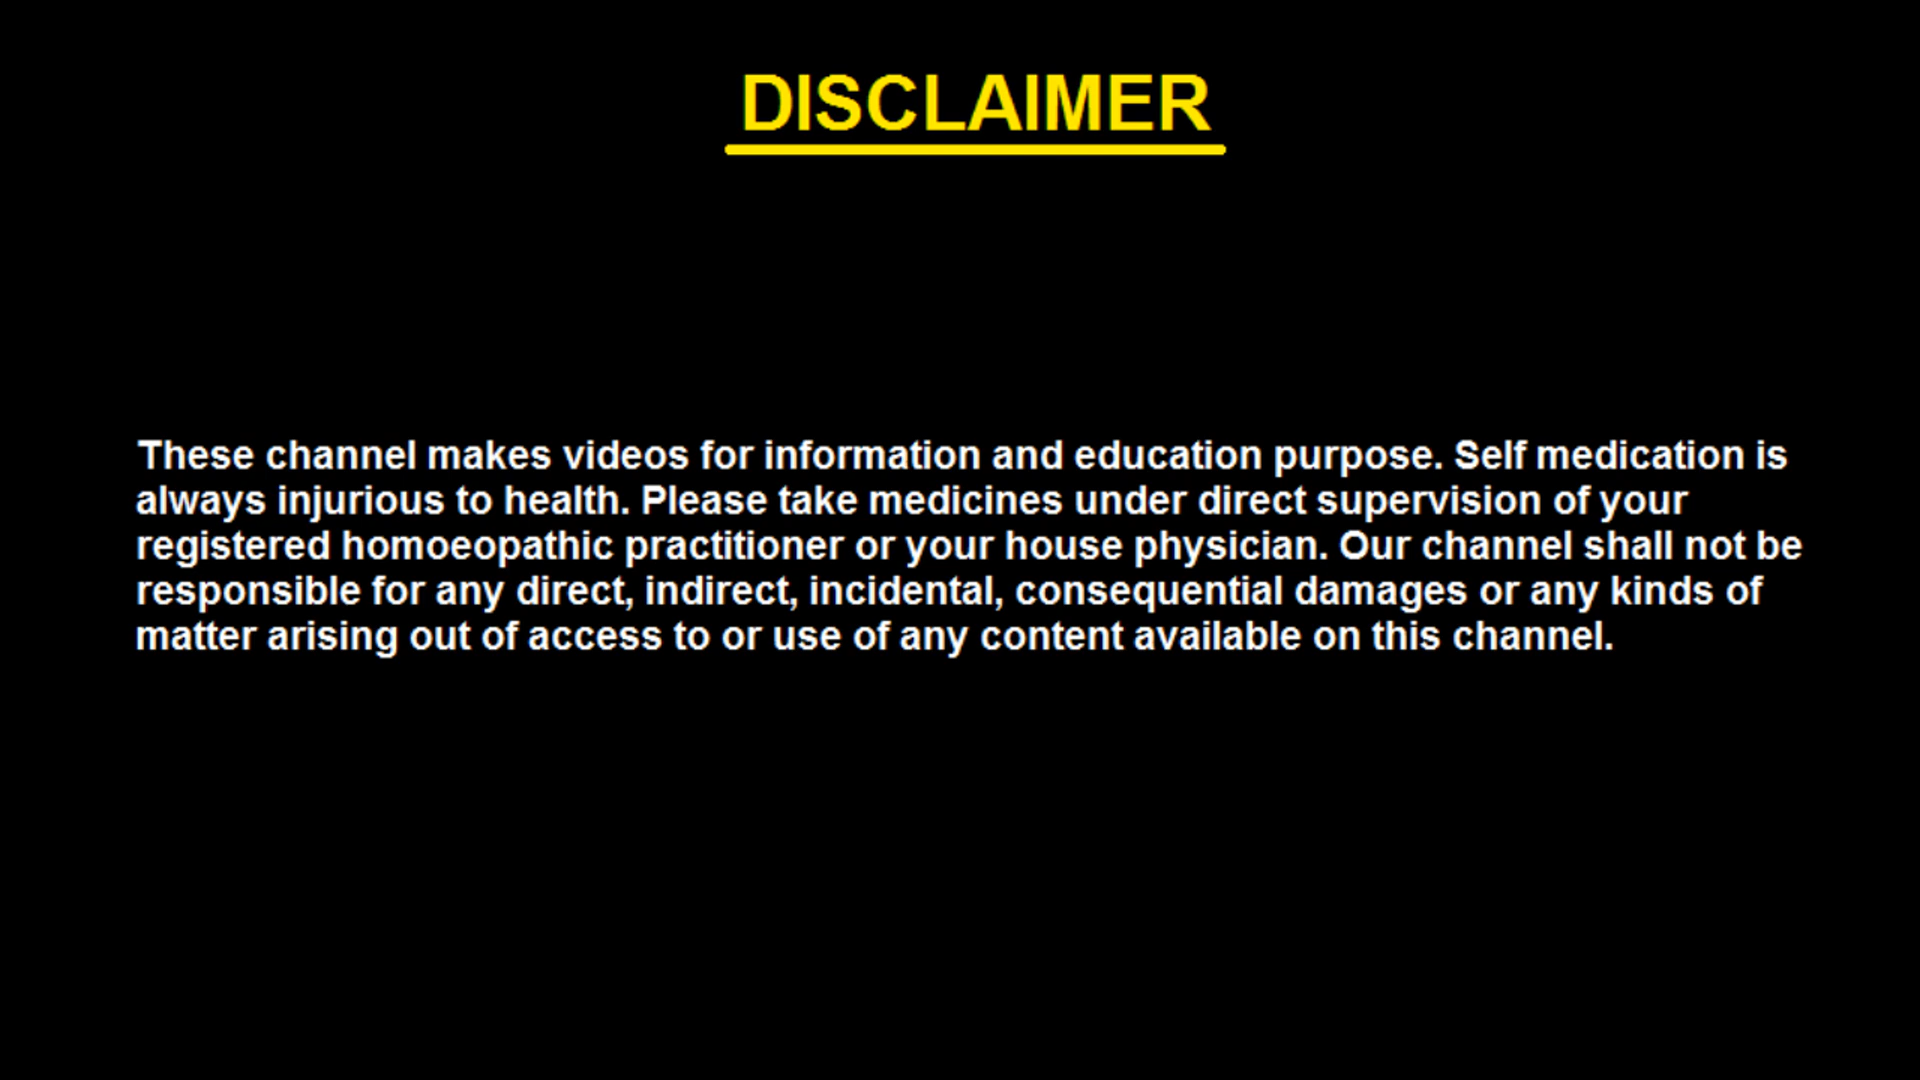 DISCLAIMER
These channel makes videos for information and education purpose. Self medication is
always injurious to health. Please take medicines under direct supervision of your
registered homoeopathic practitioner or your house physician. Our channel shall not be
responsible for any direct, indirect, incidental, consequential damages or any kinds of
matter arising out of access to or use of any content available on this channel.